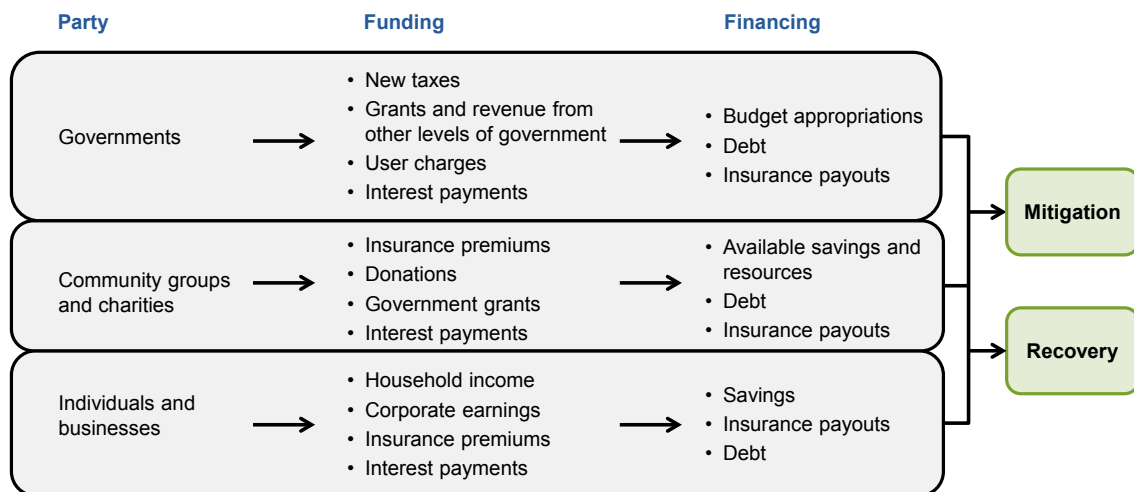 Party
Funding
Financing
Governments
• New taxes
• Grants and revenue from
other levels of government
• User charges
• Interest payments
• Budget appropriations
• Debt
• Insurance payouts
Community groups
and charities
• Insurance premiums
• Donations
• Government grants
• Interest payments
• Available savings and
resources
• Debt
• Insurance payouts
Individuals and
businesses
• Household income
• Corporate earnings
• Insurance premiums
• Interest payments
• Savings
• Insurance payouts
• Debt
Mitigation
Recovery